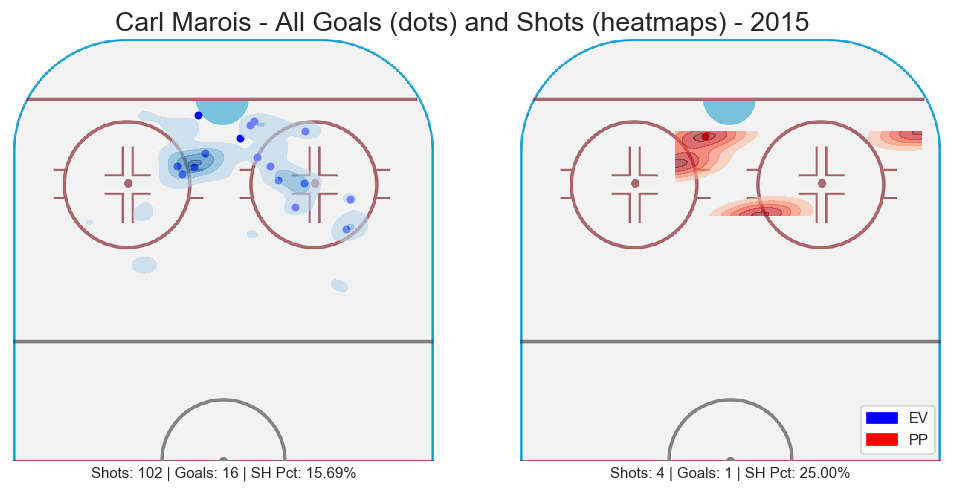 Carl Marois - All Goals (dots) and Shots (heatmaps) - 2015
EV
PP
Shots: 102 | Goals: 16 | SH Pct: 15.69%
Shots: 4 | Goals: 1 | SH Pct: 25.00%